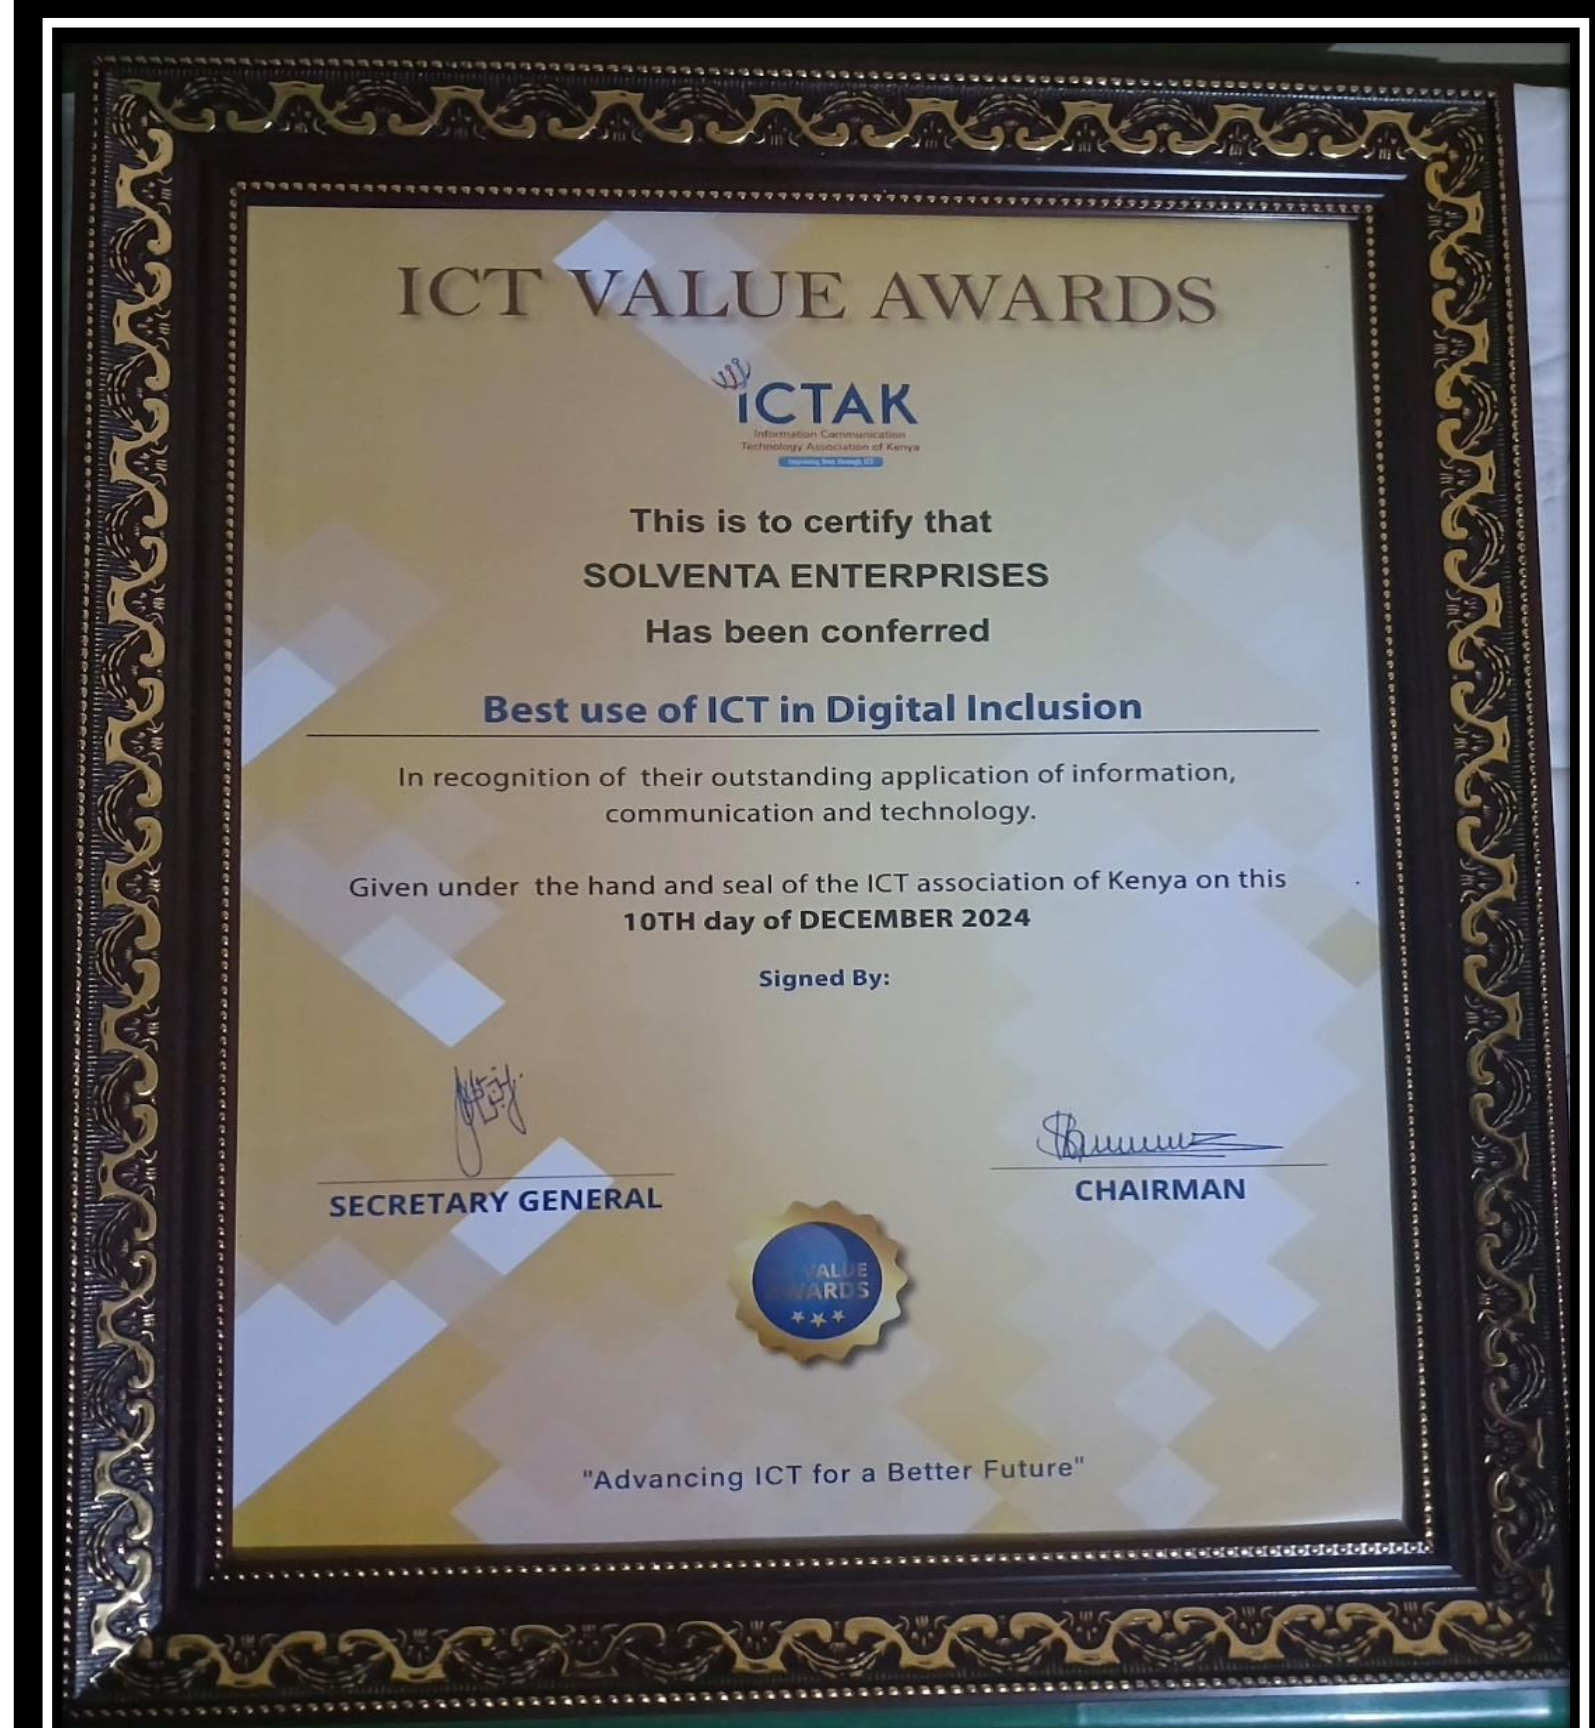 ICT VALUE AWARDS
iCTAK
Information Communication
Technology Association of Kenya
This is to certify that
SOLVENTA ENTERPRISES
Has been conferred
Best use of ICT in Digital Inclusion
In recognition of their outstanding application of information,
communication and technology.
Given under the hand and seal of the ICT association of Kenya on this
10TH day of DECEMBER 2024
Signed By:
SECRETARY GENERAL
CHAIRMAN
VALUE
AWARDS
"Advancing ICT for a Better Future"